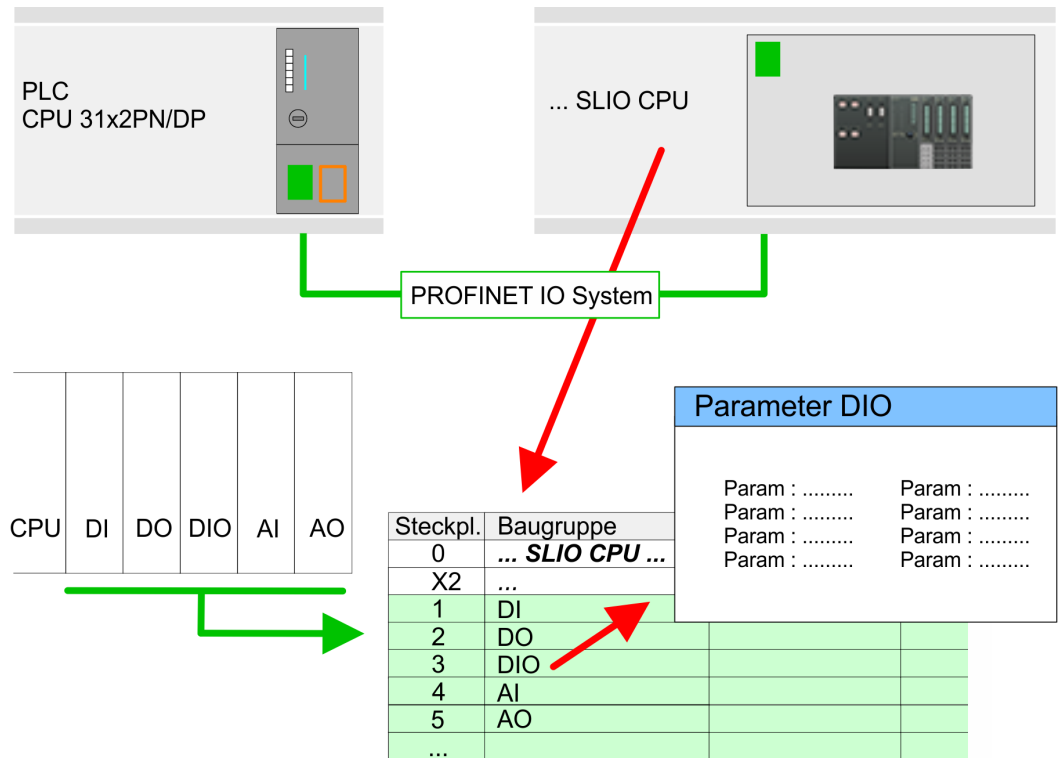 PLC
CPU 31x2PN/DP
... SLIO CPU
PROFINET IO System
CPU DI DO DIO AI AO
Parameter DIO
Param : ......... Param : .........
Param : ......... Param : .........
Param : ......... Param : .........
Param : ......... Param : .........
Steckpl. Baugruppe
0 ... SLIO CPU ...
X2 ...
1 DI
2 DO
3 DIO
4 AI
5 AO
...